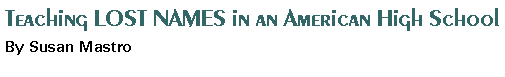 Teaching LOST NAMES in an American High School
By Susan Mastro